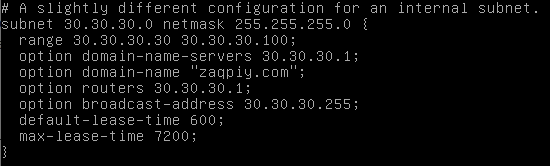 # A slightly different configuration for an internal subnet.
subnet 30.30.30.0 netmask 255.255.255.0 {
  range 30.30.30.30 30.30.30.100;
  option domain-name-servers 30.30.30.1;
  option domain-name "zaqpiy.com";
  option routers 30.30.30.1;
  option broadcast-address 30.30.30.255;
  default-lease-time 600;
  max-lease-time 7200;
}